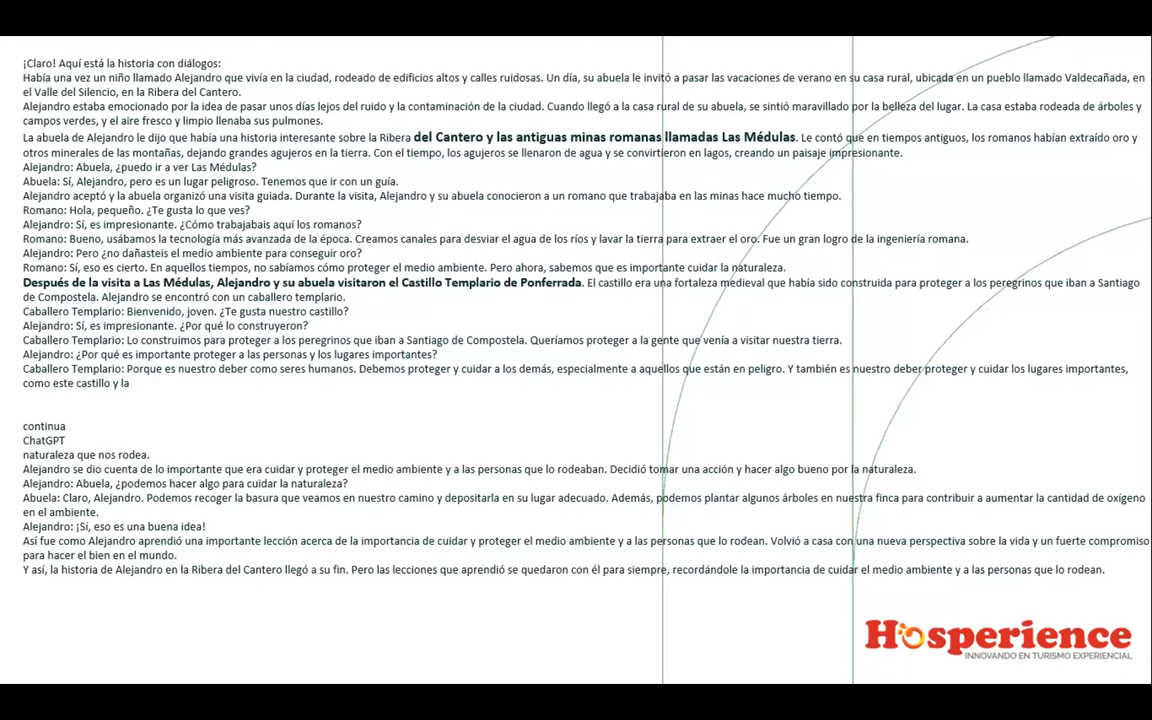 ¡Claro! Aquí está la historia con diálogos:
Había una vez un niño llamado Alejandro que vivía en la ciudad, rodeado de edificios altos y calles ruidosas. Un día, su abuela le invitó a pasar las vacaciones de verano en su casa rural, ubicada en un pueblo llamado Valdecañada, en
el Valle del Silencio, en la Ribera del Cantero.
Alejandro estaba emocionado por la idea de pasar unos días lejos del ruido y la contaminación de la ciudad. Cuando llegó a la casa rural de su abuela, se sintió maravillado por la belleza del lugar. La casa estaba rodeada de árboles y
campos verdes, y el aire fresco y limpio llenaba sus pulmones.
La abuela de Alejandro le dijo que había una historia interesante sobre la Ribera del Cantero y las antiguas minas romanas llamadas Las Médulas. Le contó que en tiempos antiguos, los romanos habían extraído oro y
otros minerales de las montañas, dejando grandes agujeros en la tierra. Con el tiempo, los agujeros se llenaron de agua y se convirtieron en lagos, creando un paisaje impresionante.
Alejandro: Abuela, ¿puedo ir a ver Las Médulas?
Abuela: Sí, Alejandro, pero es un lugar peligroso. Tenemos que ir con un guía.
Alejandro aceptó y la abuela organizó una visita guiada. Durante la visita, Alejandro y su abuela conocieron a un romano que trabajaba en las minas hace mucho tiempo.
Romano: Hola, pequeño. ¿Te gusta lo que ves?
Alejandro: Sí, es impresionante. ¿Cómo trabajabais aquí los romanos?
Romano: Bueno, usábamos la tecnología más avanzada de la época. Creamos canales para desviar el agua de los ríos y lavar la tierra para extraer el oro. Fue un gran logro de la ingeniería romana.
Alejandro: Pero ¿no dañasteis el medio ambiente para conseguir oro?
Romano: Sí, eso es cierto. En aquellos tiempos, no sabíamos cómo proteger el medio ambiente. Pero ahora, sabemos que es importante cuidar la naturaleza.
Después de la visita a Las Médulas, Alejandro y su abuela visitaron el Castillo Templario de Ponferrada. El castillo era una fortaleza medieval que había sido construida para proteger a los peregrinos que iban a Santiago
de Compostela. Alejandro se encontró con un caballero templario.
Caballero Templario: Bienvenido, joven. ¿Te gusta nuestro castillo?
Alejandro: Sí, es impresionante. ¿Por qué lo construyeron?
Caballero Templario: Lo construimos para proteger a los peregrinos que iban a Santiago de Compostela. Queríamos proteger a la gente que venía a visitar nuestra tierra.
Alejandro: ¿Por qué es importante proteger a las personas y los lugares importantes?
Caballero Templario: Porque es nuestro deber como seres humanos. Debemos proteger y cuidar a los demás, especialmente a aquellos que están en peligro. Y también es nuestro deber proteger y cuidar los lugares importantes,
como este castillo y la
continua
ChatGPT
naturaleza que nos rodea.
Alejandro se dio cuenta de lo importante que era cuidar y proteger el medio ambiente y a las personas que lo rodeaban. Decidió tomar una acción y hacer algo bueno por la naturaleza.
Alejandro: Abuela, ¿podemos hacer algo para cuidar la naturaleza?
Abuela: Claro, Alejandro. Podemos recoger la basura que veamos en nuestro camino y depositarla en su lugar adecuado. Además, podemos plantar algunos árboles en nuestra finca para contribuir a aumentar la cantidad de oxígeno
en el ambiente.
Alejandro: ¡Sí, eso es una buena idea!
Así fue como Alejandro aprendió una importante lección acerca de la importancia de cuidar y proteger el medio ambiente y a las personas que lo rodean. Volvió a casa con una nueva perspectiva sobre la vida y un fuerte compromiso
para hacer el bien en el mundo.
Y así, la historia de Alejandro en la Ribera del Cantero llegó a su fin. Pero las lecciones que aprendió se quedaron con él para siempre, recordándole la importancia de cuidar el medio ambiente y a las personas que lo rodean.
Hosperience
INNOVANDO EN TURISMO EXPERIENCIAL